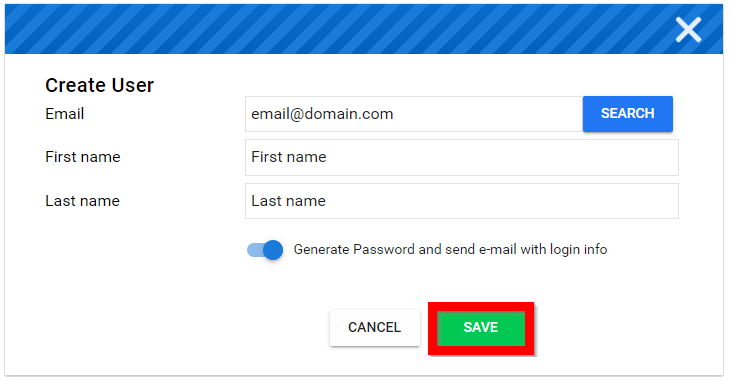 Create User
Email email@domain.com SEARCH
First name First name
Last name Last name
Generate Password and send e-mail with login info
CANCEL SAVE